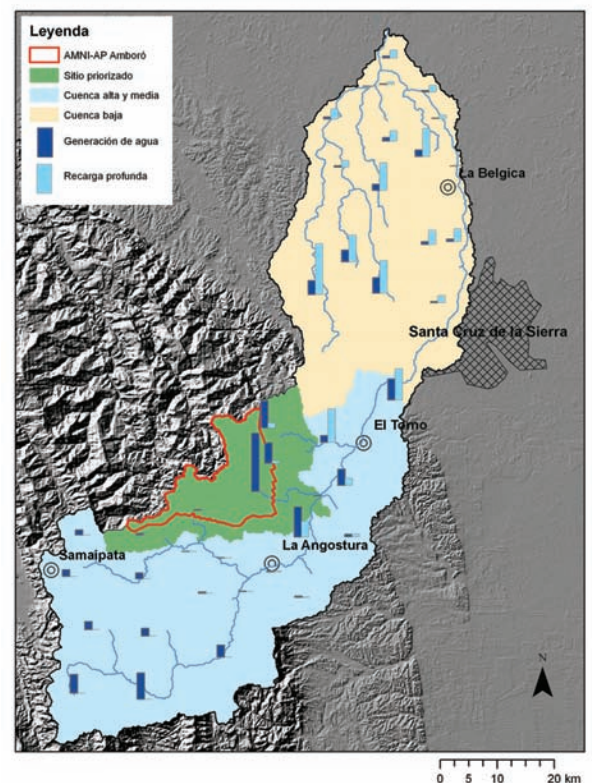 Leyenda
AMNI-AP Amboró
Sitio priorizado
Cuenca alta y media
Cuenca baja
Generación de agua
Recarga profunda
La Belgica
Santa Cruz de la Sierra
El Torno
La Angostura
Samaipata
N
0 5 10 20 km